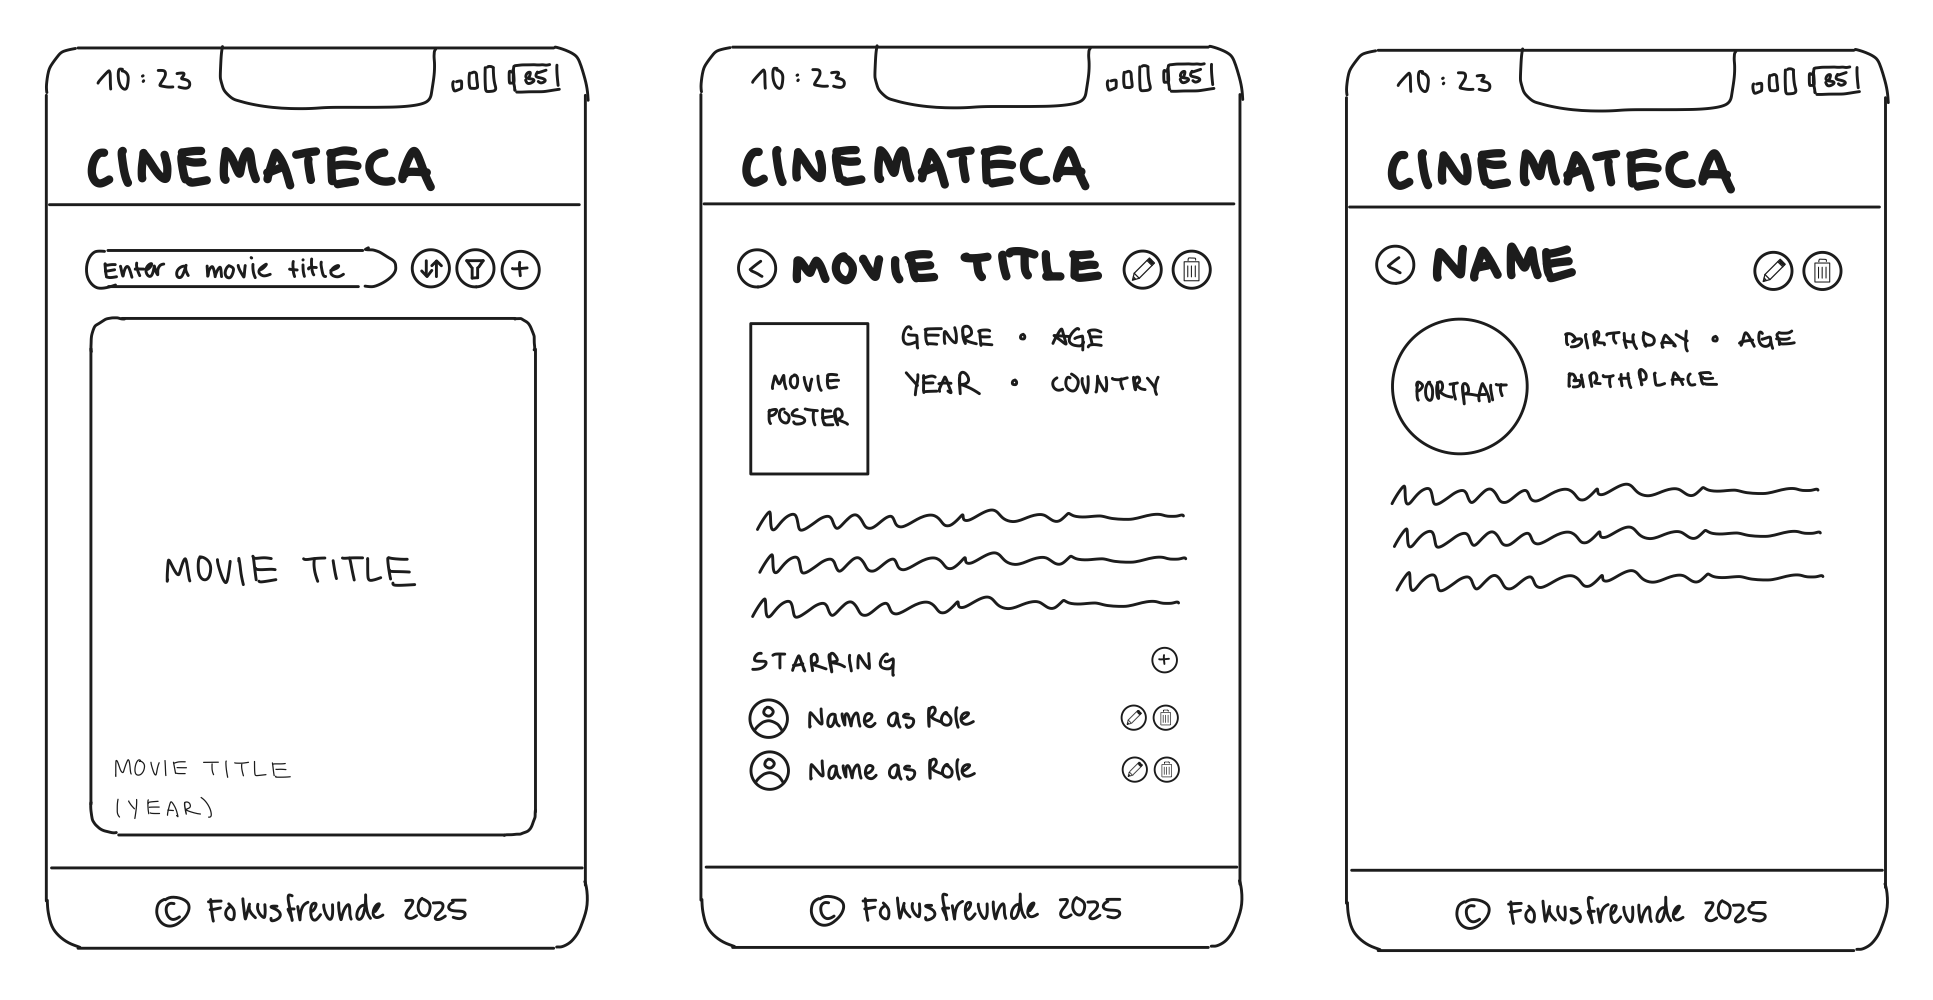 10:23 85
CINEMATECA
Enter a movie title
MOVIE TITLE
MOVIE TITLE
(YEAR)
© Fokusfreunde 2025
10:23 85
CINEMATECA
MOVIE TITLE
MOVIE
POSTER
GENRE • AGE
YEAR • COUNTRY
STARRING
Name as Role
Name as Role
© Fokusfreunde 2025
10:23 85
CINEMATECA
NAME
PORTRAIT
BIRTHDAY • AGE
BIRTHPLACE
© Fokusfreunde 2025